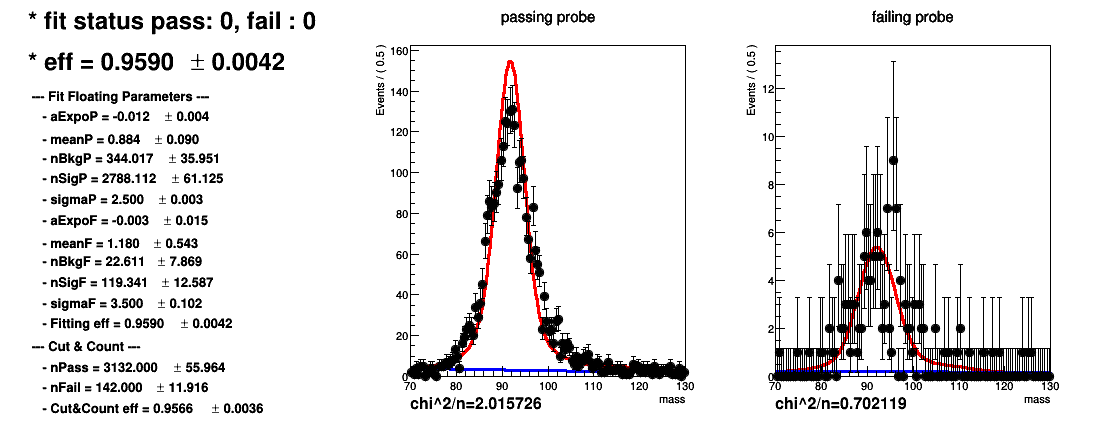 * fit status pass: 0, fail : 0
* eff = 0.9590 ± 0.0042
--- Fit Floating Parameters ---
- aExpoP = -0.012 ± 0.004
- meanP = 0.884 ± 0.090
- nBkgP = 344.017 ± 35.951
- nSigP = 2788.112 ± 61.125
- sigmaP = 2.500 ± 0.003
- aExpoF = -0.003 ± 0.015
- meanF = 1.180 ± 0.543
- nBkgF = 22.611 ± 7.869
- nSigF = 119.341 ± 12.587
- sigmaF = 3.500 ± 0.102
- Fitting eff = 0.9590 ± 0.0042
--- Cut & Count ---
- nPass = 3132.000 ± 55.964
- nFail = 142.000 ± 11.916
- Cut&Count eff = 0.9566 ± 0.0036
passing probe
Events / ( 0.5 )
160
140
120
100
80
60
40
20
0
70 80 90 100 110 120 130
mass
chi^2/n=2.015726
failing probe
Events / ( 0.5 )
12
10
8
6
4
2
0
70 80 90 100 110 120 130
mass
chi^2/n=0.702119